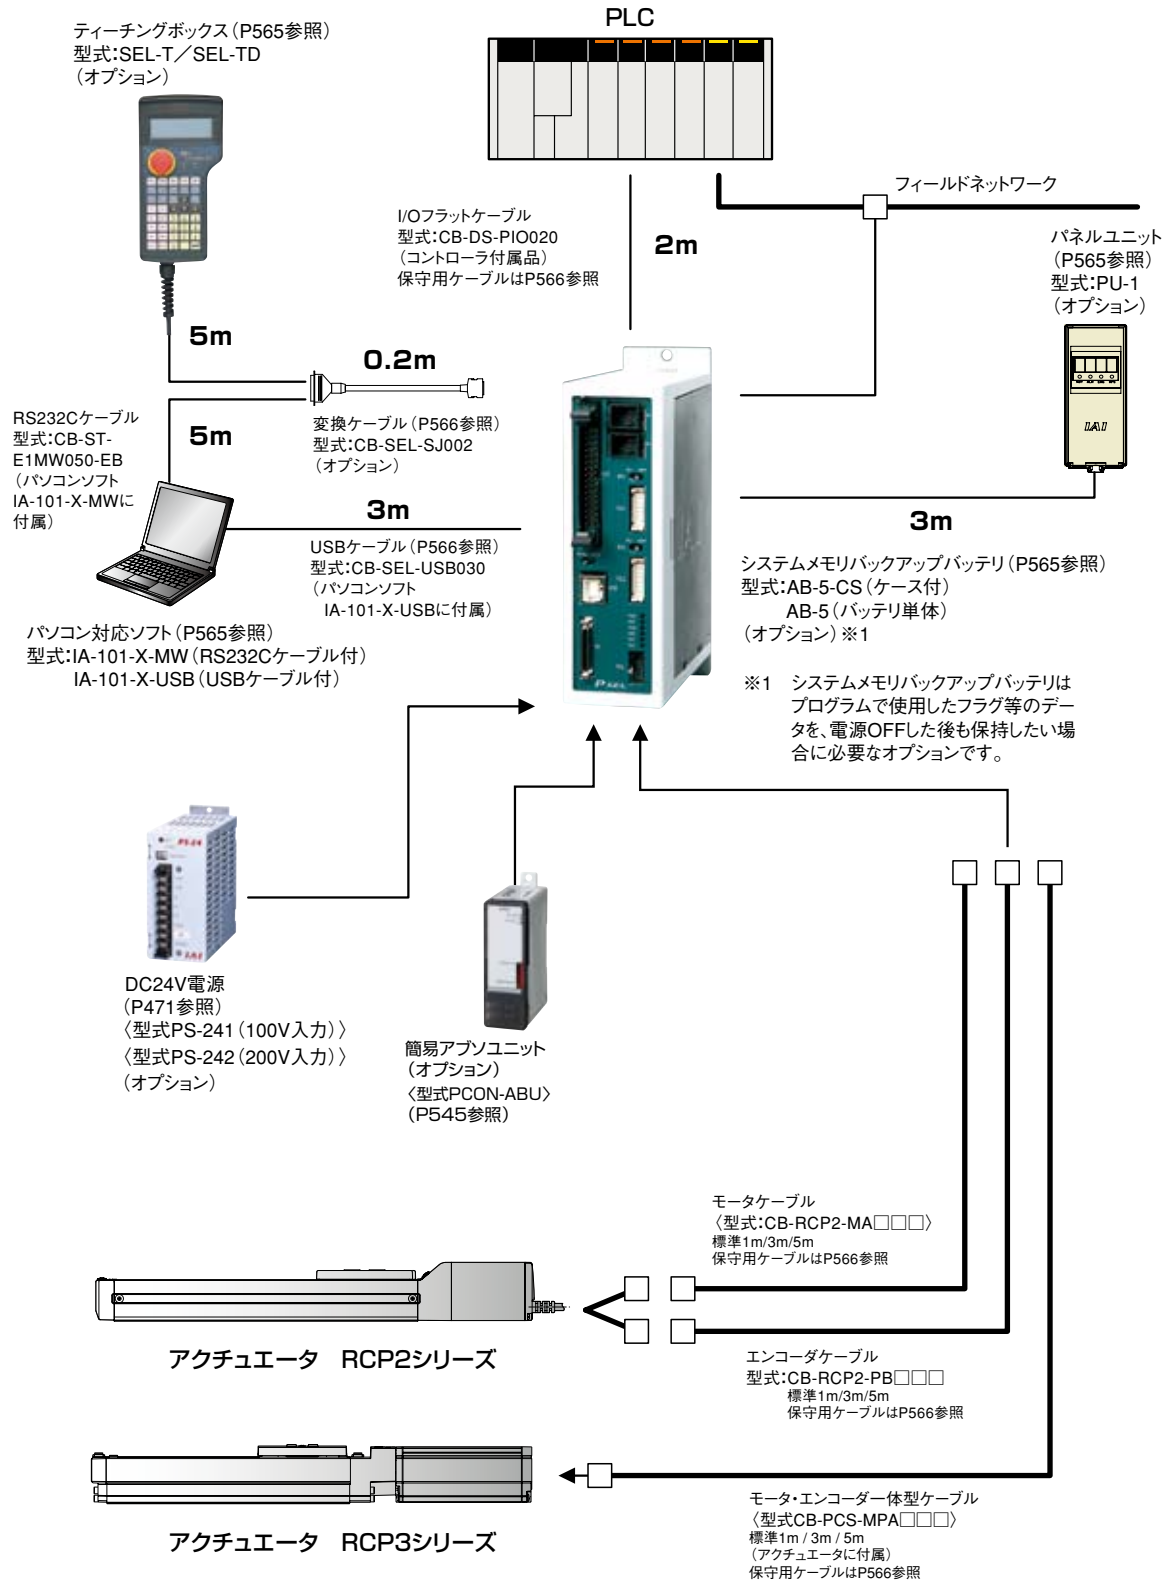 PLC
ティーチングボックス（P565参照）
型式：SEL-T／SEL-TD
（オプション）
フィールドネットワーク
I/Oフラットケーブル
型式：CB-DS-PIO020
（コントローラ付属品）
保守用ケーブルはP566参照
2m
パネルユニット
（P565参照）
型式：PU-1
（オプション）
IAI
5m
0.2m
RS232Cケーブル
型式：CB-ST-
E1MW050-EB
（パソコンソフト
IA-101-X-MWに
付属）
5m
変換ケーブル（P566参照）
型式：CB-SEL-SJ002
（オプション）
3m
3m
USBケーブル（P566参照）
型式：CB-SEL-USB030
（パソコンソフト
IA-101-X-USBに付属）
システムメモリバックアップバッテリ（P565参照）
型式：AB-5-CS（ケース付）
AB-5（バッテリ単体）
（オプション）※1
パソコン対応ソフト（P565参照）
型式：IA-101-X-MW（RS232Cケーブル付）
IA-101-X-USB（USBケーブル付）
※1 システムメモリバックアップバッテリは
プログラムで使用したフラグ等のデー
タを、電源OFFした後も保持したい場
合に必要なオプションです。
PS-24
IAI
DC24V電源
（P471参照）
〈型式PS-241（100V入力）〉
〈型式PS-242（200V入力）〉
（オプション）
簡易アブソユニット
（オプション）
〈型式PCON-ABU〉
（P545参照）
モータケーブル
〈型式：CB-RCP2-MA□□□〉
標準1m/3m/5m
保守用ケーブルはP566参照
アクチュエータ RCP2シリーズ
エンコーダケーブル
型式：CB-RCP2-PB□□□
標準1m/3m/5m
保守用ケーブルはP566参照
アクチュエータ RCP3シリーズ
モータ・エンコーダ一体型ケーブル
〈型式CB-PCS-MPA□□□〉
標準1m / 3m / 5m
（アクチュエータに付属）
保守用ケーブルはP566参照